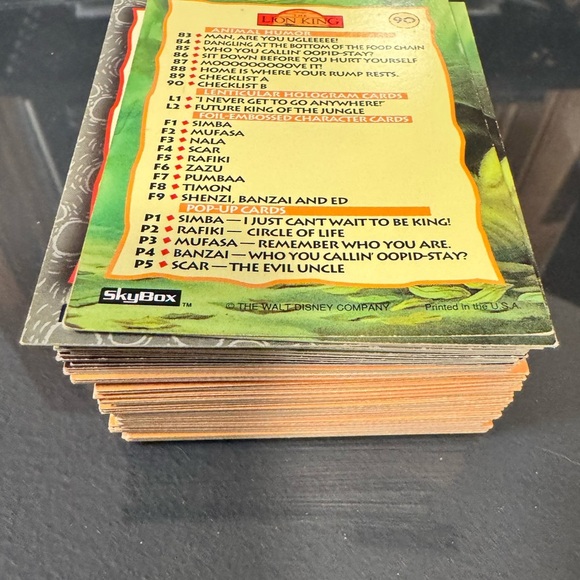 THE LION KING
90
ANIMAL HUMOR
83 ♦ MAN, ARE YOU UGLEEEEE!
84 ♦ DANGLING AT THE BOTTOM OF THE FOOD CHAIN
85 ♦ WHO YOU CALLIN' OOPID-STAY?
86 ♦ SIT DOWN BEFORE YOU HURT YOURSELF
87 ♦ MOOOOOOOOVE IT!
88 ♦ HOME IS WHERE YOUR RUMP RESTS.
89 ♦ CHECKLIST A
90 ♦ CHECKLIST B
LENTICULAR HOLOGRAM CARDS
L1 ♦ "I NEVER GET TO GO ANYWHERE!"
L2 ♦ FUTURE KING OF THE JUNGLE
FOIL-EMBOSSED CHARACTER CARDS
F1 ♦ SIMBA
F2 ♦ MUFASA
F3 ♦ NALA
F4 ♦ SCAR
F5 ♦ RAFIKI
F6 ♦ ZAZU
F7 ♦ PUMBAA
F8 ♦ TIMON
F9 ♦ SHENZI, BANZAI AND ED
POP-UP CARDS
P1 ♦ SIMBA — I JUST CAN'T WAIT TO BE KING!
P2 ♦ RAFIKI — CIRCLE OF LIFE
P3 ♦ MUFASA — REMEMBER WHO YOU ARE.
P4 ♦ BANZAI — WHO YOU CALLIN' OOPID-STAY?
P5 ♦ SCAR — THE EVIL UNCLE
SKYBOX ™
© THE WALT DISNEY COMPANY
Printed in the U.S.A.